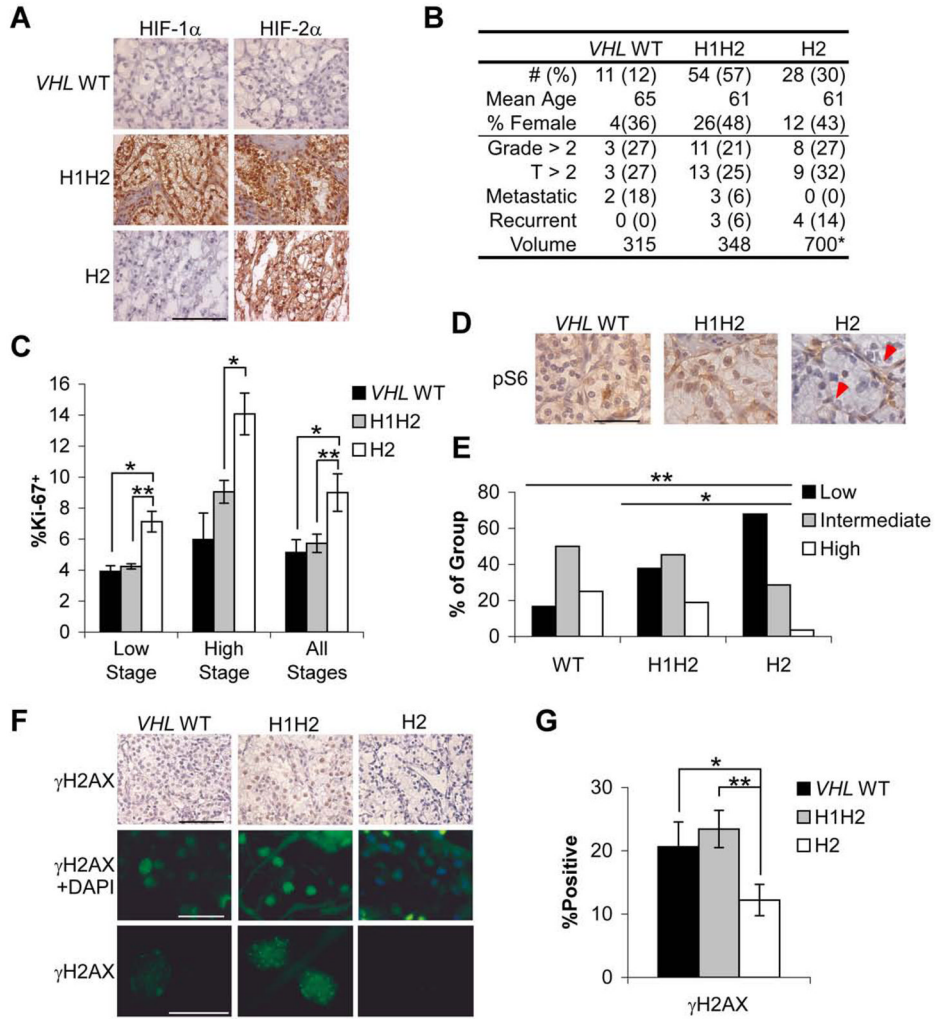 A
HIF-1α HIF-2α
VHL WT
H1H2
H2
B
VHL WT H1H2 H2
# (%) 11 (12) 54 (57) 28 (30)
Mean Age 65 61 61
% Female 4(36) 26(48) 12 (43)
Grade > 2 3 (27) 11 (21) 8 (27)
T > 2 3 (27) 13 (25) 9 (32)
Metastatic 2 (18) 3 (6) 0 (0)
Recurrent 0 (0) 3 (6) 4 (14)
Volume 315 348 700*
C
%Ki-67+
16
14
12
10
8
6
4
2
0
* ** * * **
VHL WT
H1H2
H2
Low Stage
High Stage
All Stages
D
VHL WT H1H2 H2
pS6
E
% of Group
80
60
40
20
0
**
*
Low
Intermediate
High
WT H1H2 H2
F
VHL WT H1H2 H2
γH2AX
γH2AX
+DAPI
γH2AX
G
%Positive
30
20
10
0
*
**
VHL WT
H1H2
H2
γH2AX